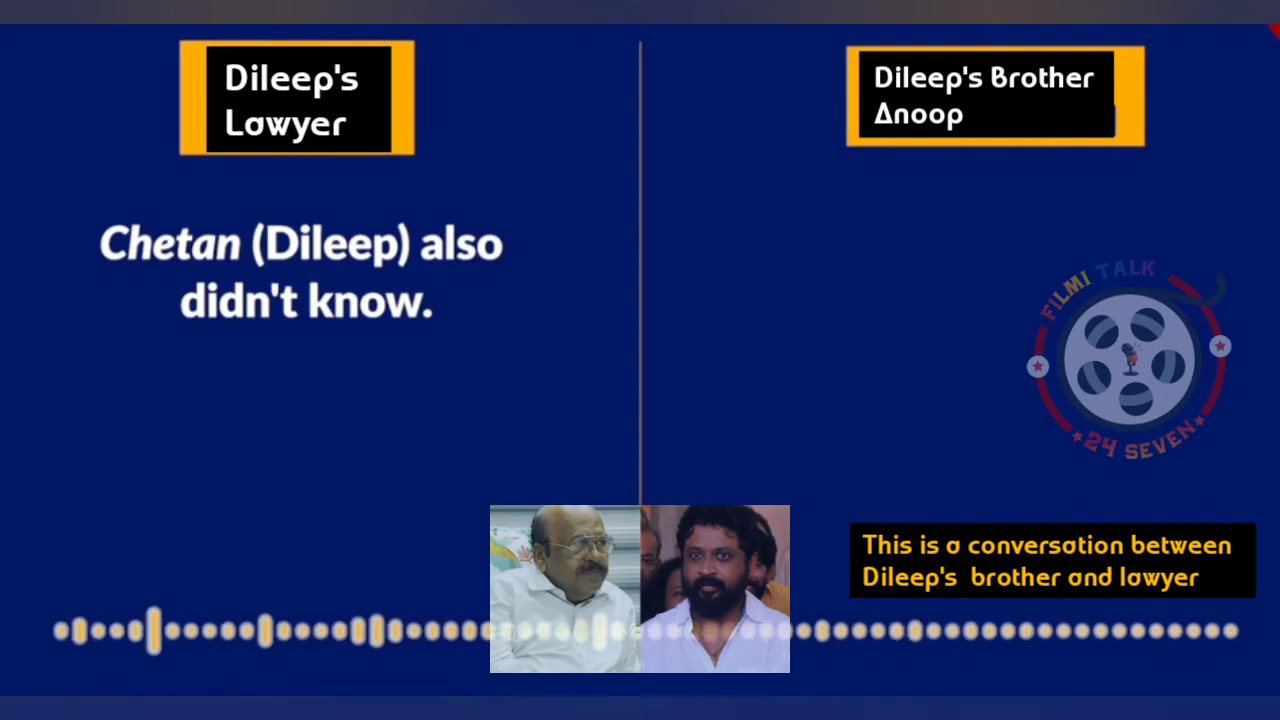 Dileep's
Lawyer
Dileep's Brother
Anoop
Chetan (Dileep) also
didn't know.
FILMI TALK
24 SEVEN
This is a conversation between
Dileep's brother and lawyer